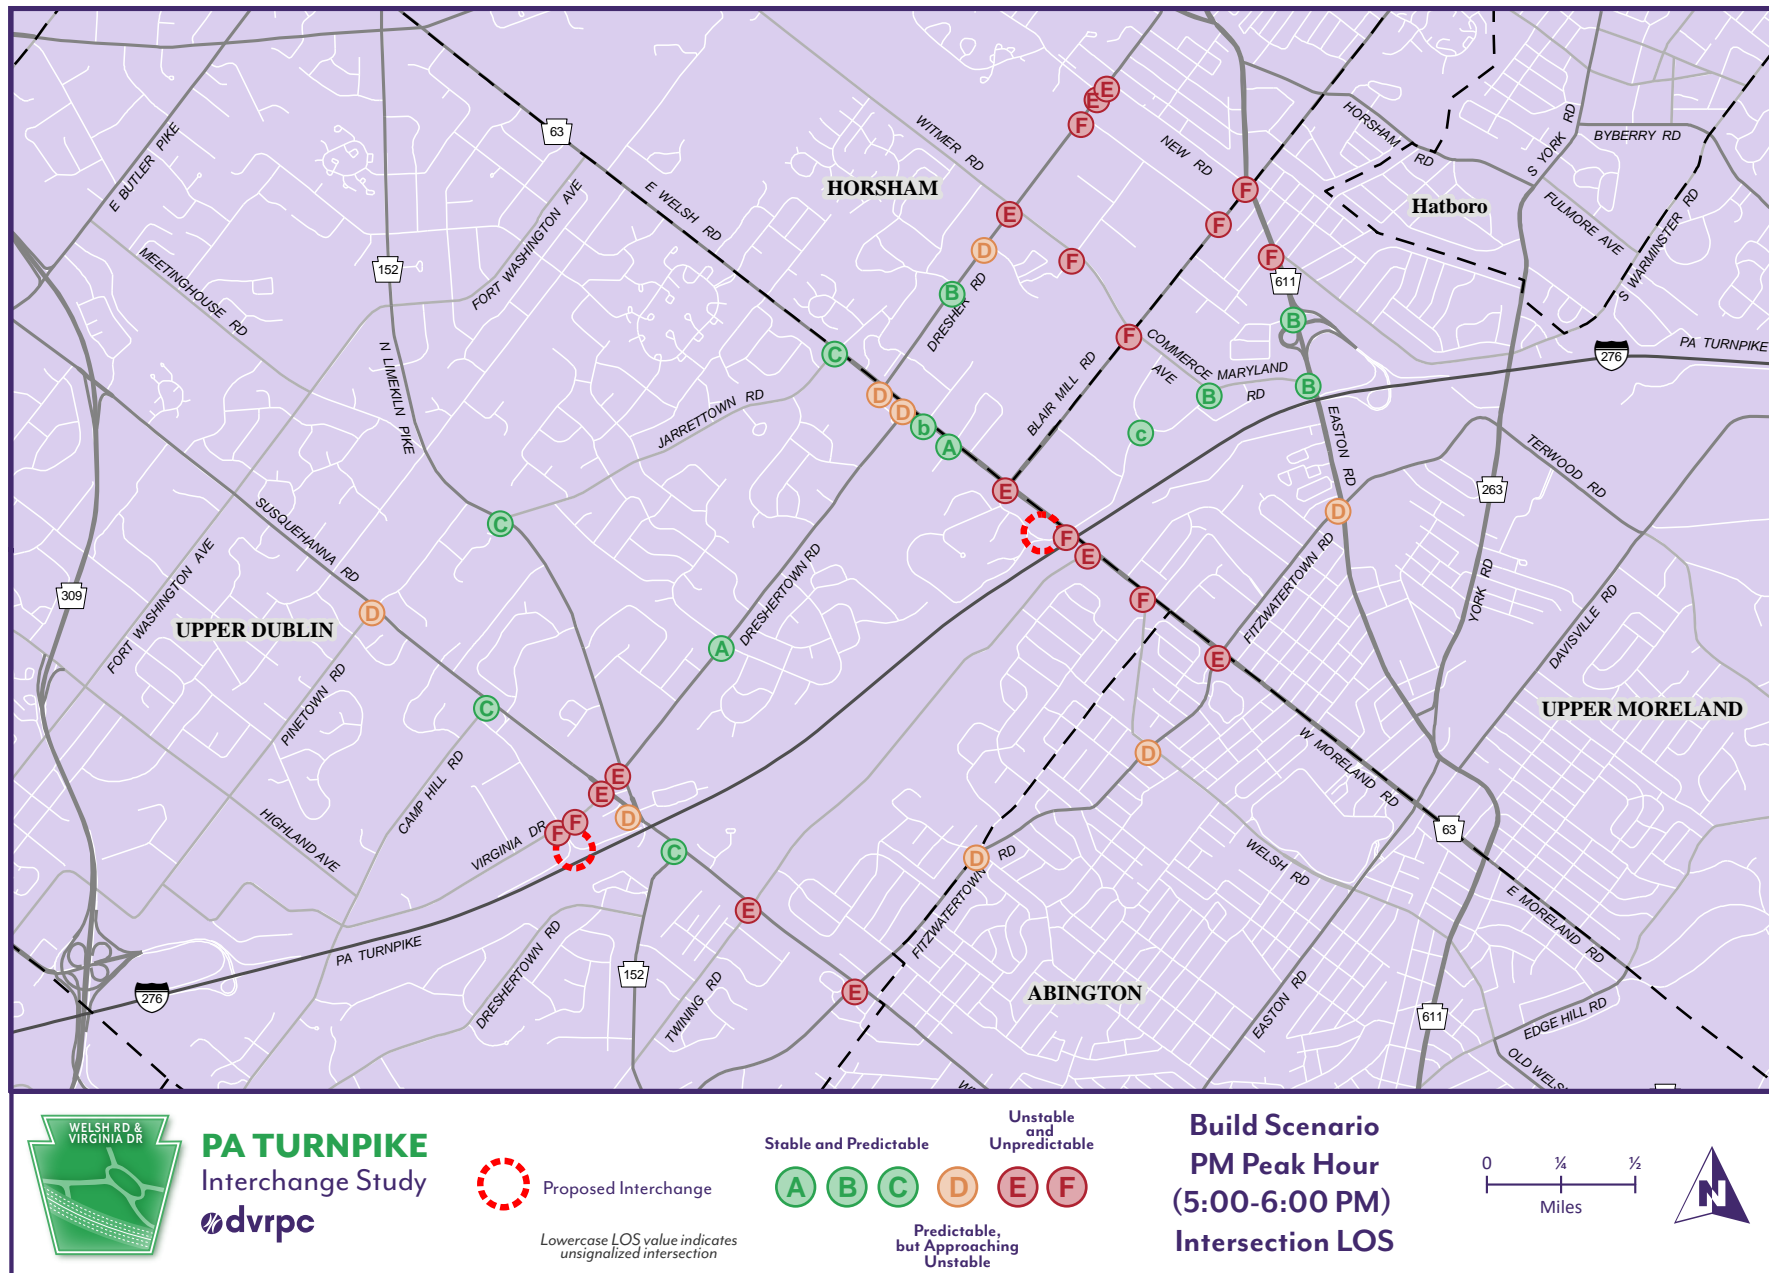 63
E WELSH RD
E BUTLER PIKE
MEETINGHOUSE RD
152
FORT WASHINGTON AVE
N LIMEKILN PIKE
WITMER RD
HORSHAM
NEW RD
HORSHAM RD
S YORK RD
BYBERRY RD
Hatboro
FULMORE AVE
S WARMINSTER RD
E
E
F
E
D
B
F
F
F
F
611
B
B
F
DRESHER RD
COMMERCE AVE
MARYLAND RD
B
c
BLAIR MILL RD
PA TURNPIKE
276
C
D
D
b
A
E
F
E
F
E
JARRETTOWN RD
C
EASTON RD
D
TERWOOD RD
263
YORK RD
DAVISVILLE RD
FITZWATERTOWN RD
SUSQUEHANNA RD
309
FORT WASHINGTON AVE
UPPER DUBLIN
D
PINETOWN RD
C
DRESHERTOWN RD
A
UPPER MORELAND
W MORELAND RD
D
63
E
E
D
F
F
C
CAMP HILL RD
HIGHLAND AVE
VIRGINIA DR
E
D
FITZWATERTOWN RD
WELSH RD
E MORELAND RD
PA TURNPIKE
276
DRESHERTOWN RD
152
TWINING RD
E
ABINGTON
EASTON RD
611
EDGE HILL RD
OLD WELSH
WELSH RD &
VIRGINIA DR
PA TURNPIKE
Interchange Study
dvrpc
Proposed Interchange
Lowercase LOS value indicates
unsignalized intersection
Stable and Predictable
Unstable
and
Unpredictable
A B C D E F
Predictable,
but Approaching
Unstable
Build Scenario
PM Peak Hour
(5:00-6:00 PM)
Intersection LOS
0 ¼ ½
Miles
N